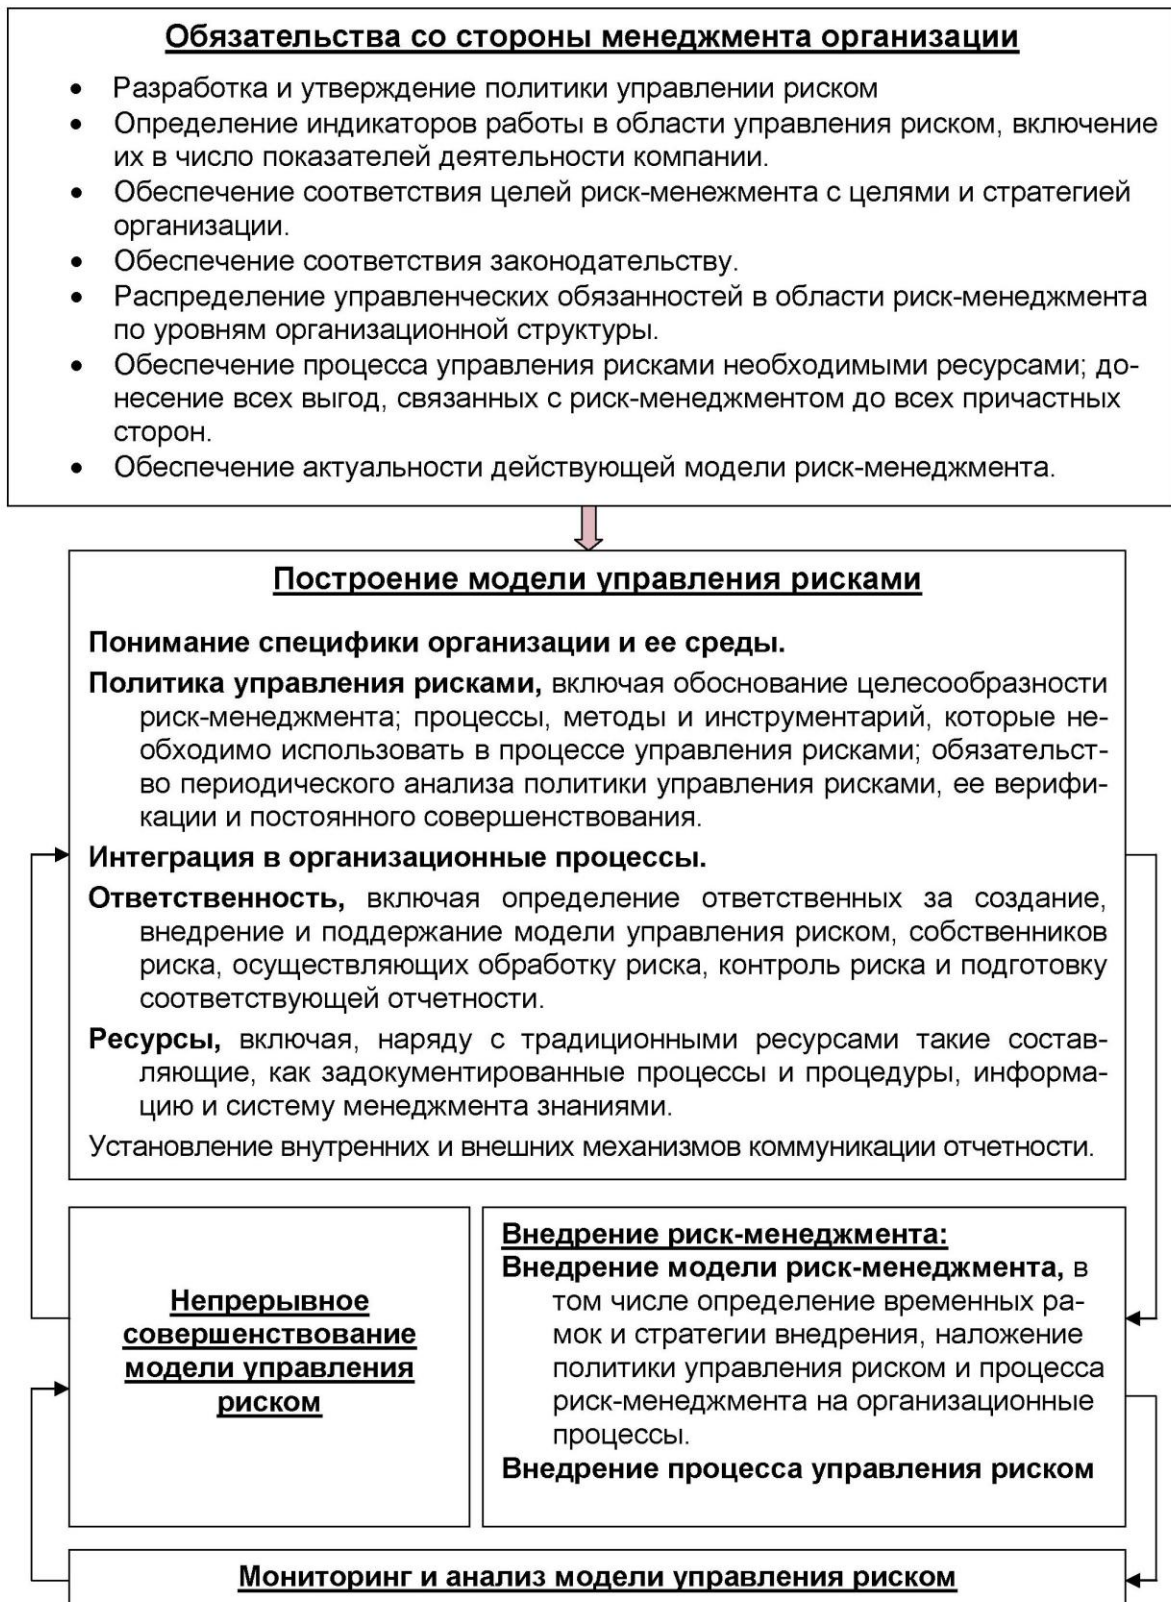 Обязательства со стороны менеджмента организации
• Разработка и утверждение политики управлении риском
• Определение индикаторов работы в области управления риском, включение
их в число показателей деятельности компании.
• Обеспечение соответствия целей риск-менежмента с целями и стратегией
организации.
• Обеспечение соответствия законодательству.
• Распределение управленческих обязанностей в области риск-менеджмента
по уровням организационной структуры.
• Обеспечение процесса управления рисками необходимыми ресурсами; до-
несение всех выгод, связанных с риск-менеджментом до всех причастных
сторон.
• Обеспечение актуальности действующей модели риск-менеджмента.
Построение модели управления рисками
Понимание специфики организации и ее среды.
Политика управления рисками, включая обоснование целесообразности
риск-менеджмента; процессы, методы и инструментарий, которые не-
обходимо использовать в процессе управления рисками; обязательст-
во периодического анализа политики управления рисками, ее верифи-
кации и постоянного совершенствования.
Интеграция в организационные процессы.
Ответственность, включая определение ответственных за создание,
внедрение и поддержание модели управления риском, собственников
риска, осуществляющих обработку риска, контроль риска и подготовку
соответствующей отчетности.
Ресурсы, включая, наряду с традиционными ресурсами такие состав-
ляющие, как задокументированные процессы и процедуры, информа-
цию и систему менеджмента знаниями.
Установление внутренних и внешних механизмов коммуникации отчетности.
Непрерывное
совершенствование
модели управления
риском
Внедрение риск-менеджмента:
Внедрение модели риск-менеджмента, в
том числе определение временных ра-
мок и стратегии внедрения, наложение
политики управления риском и процесса
риск-менеджмента на организационные
процессы.
Внедрение процесса управления риском
Мониторинг и анализ модели управления риском